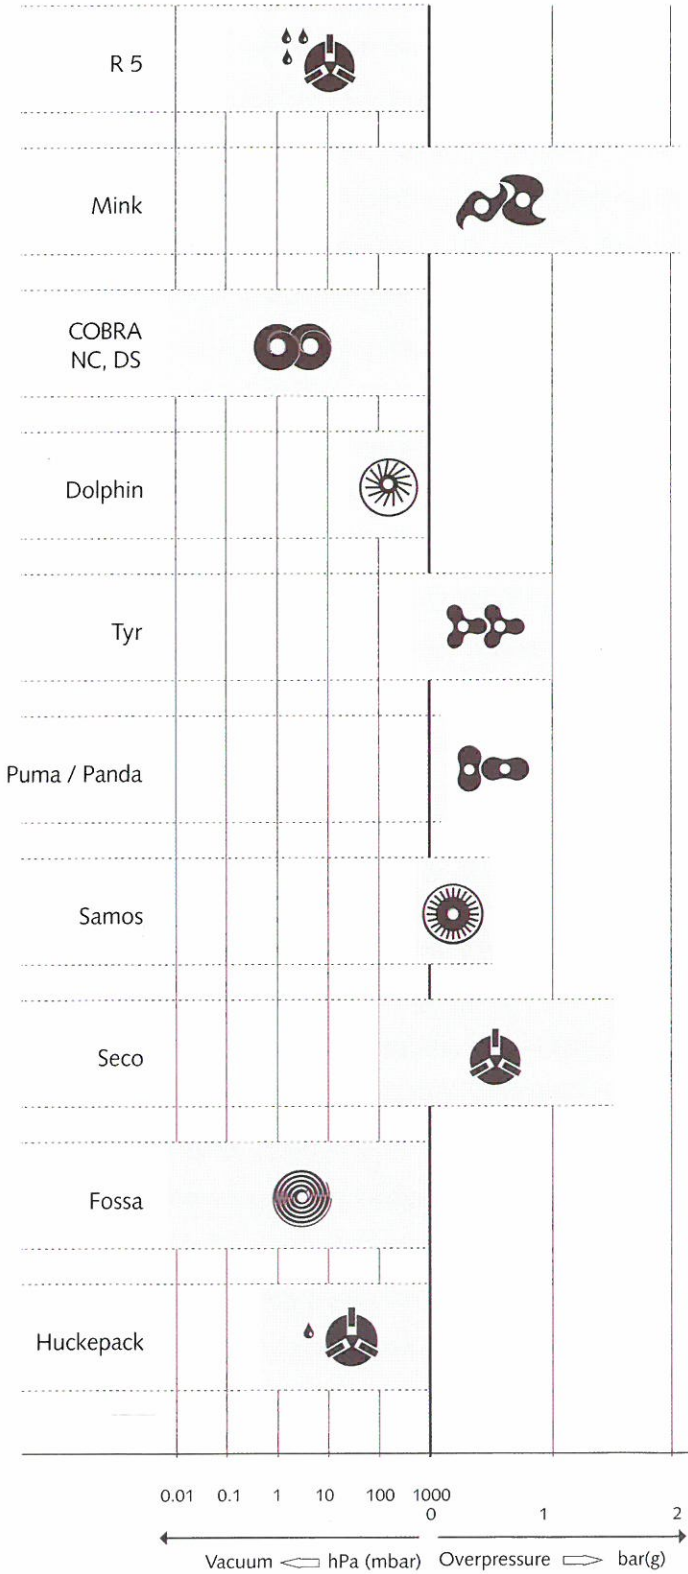 R 5
Mink
COBRA
NC, DS
Dolphin
Tyr
Puma / Panda
Samos
Seco
Fossa
Huckepack
0.01 0.1 1 10 100 1000
0 1 2
Vacuum hPa (mbar) Overpressure bar(g)